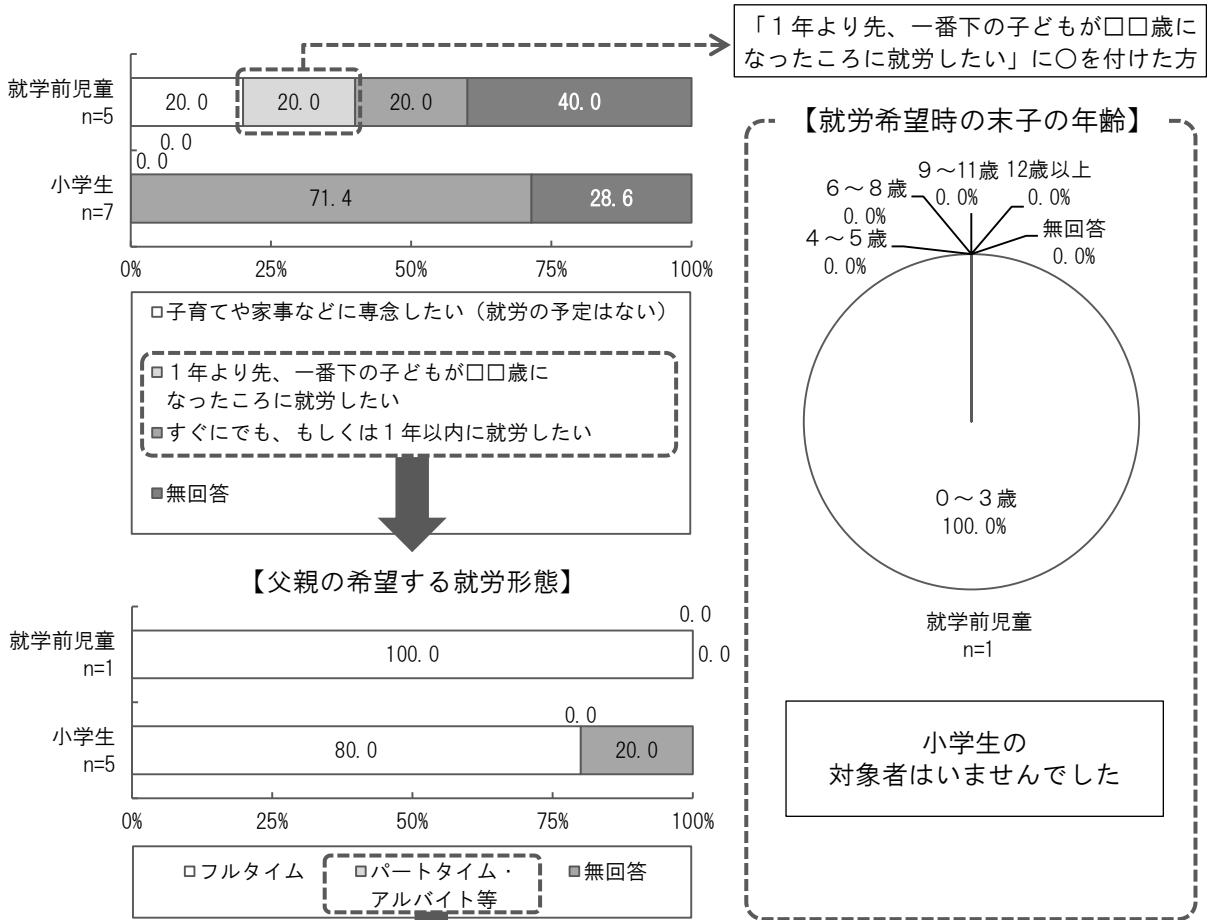 「１年より先、一番下の子どもが□□歳に
なったころに就労したい」に○を付けた方
就学前児童
n=5
20.0
20.0
20.0
40.0
小学生
n=7
0.0
0.0
71.4
28.6
0%
25%
50%
75%
100%
□子育てや家事などに専念したい（就労の予定はない）
１年より先、一番下の子どもが□□歳に
なったころに就労したい
すぐにでも、もしくは１年以内に就労したい
無回答
【父親の希望する就労形態】
就学前児童
n=1
100.0
0.0
0.0
小学生
n=5
80.0
0.0
20.0
0%
25%
50%
75%
100%
フルタイム
パートタイム・
アルバイト等
無回答
【就労希望時の末子の年齢】
４～５歳
0.0%
６～８歳
0.0%
９～11歳
0.0%
12歳以上
0.0%
無回答
0.0%
０～３歳
100.0%
就学前児童
n=1
小学生の
対象者はいませんでした